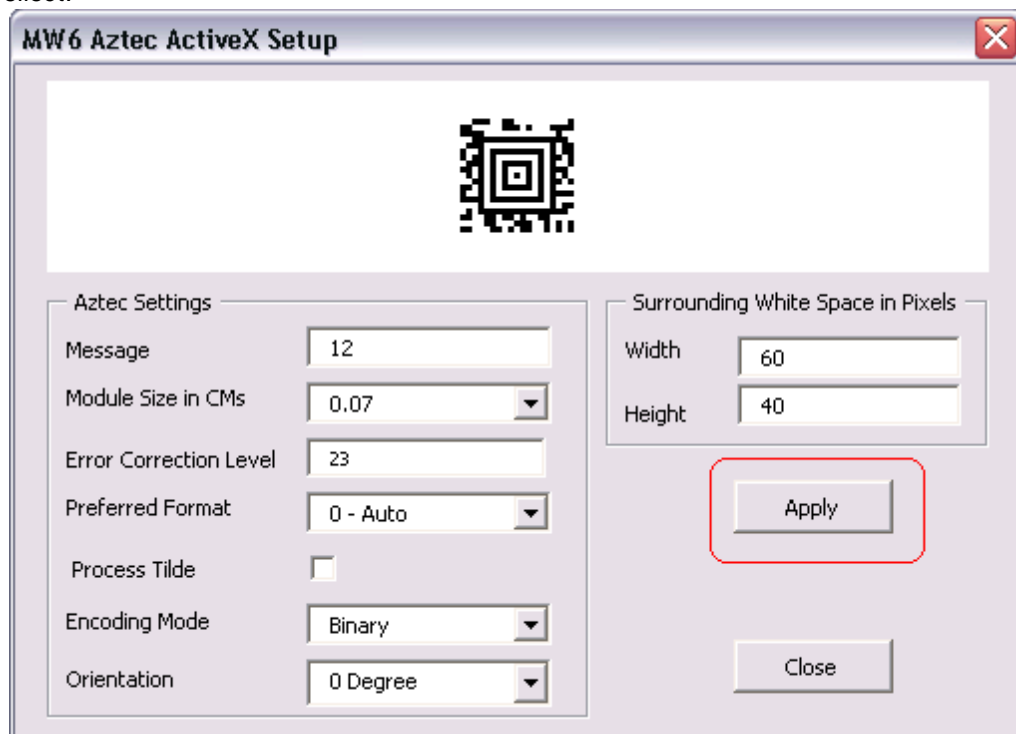 MW6 Aztec ActiveX Setup
Aztec Settings
Message 12
Module Size in CMs 0.07
Error Correction Level 23
Preferred Format 0 - Auto
Process Tilde
Encoding Mode Binary
Orientation 0 Degree
Surrounding White Space in Pixels
Width 60
Height 40
Apply
Close